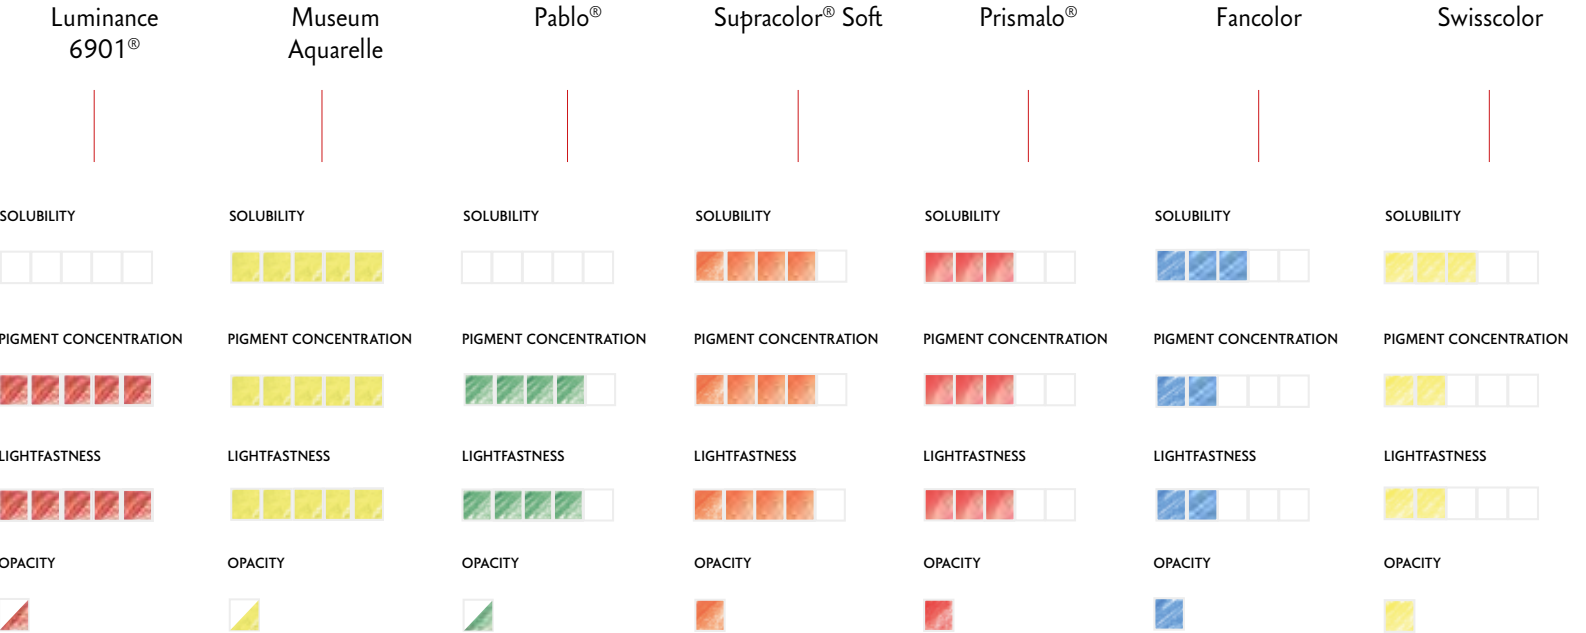 Luminance
6901®
Museum
Aquarelle
Pablo®
Supracolor® Soft
Prismalo®
Fancolor
Swisscolor
SOLUBILITY SOLUBILITY SOLUBILITY SOLUBILITY SOLUBILITY SOLUBILITY SOLUBILITY
PIGMENT CONCENTRATION PIGMENT CONCENTRATION PIGMENT CONCENTRATION PIGMENT CONCENTRATION PIGMENT CONCENTRATION PIGMENT CONCENTRATION PIGMENT CONCENTRATION
LIGHTFASTNESS LIGHTFASTNESS LIGHTFASTNESS LIGHTFASTNESS LIGHTFASTNESS LIGHTFASTNESS LIGHTFASTNESS
OPACITY OPACITY OPACITY OPACITY OPACITY OPACITY OPACITY